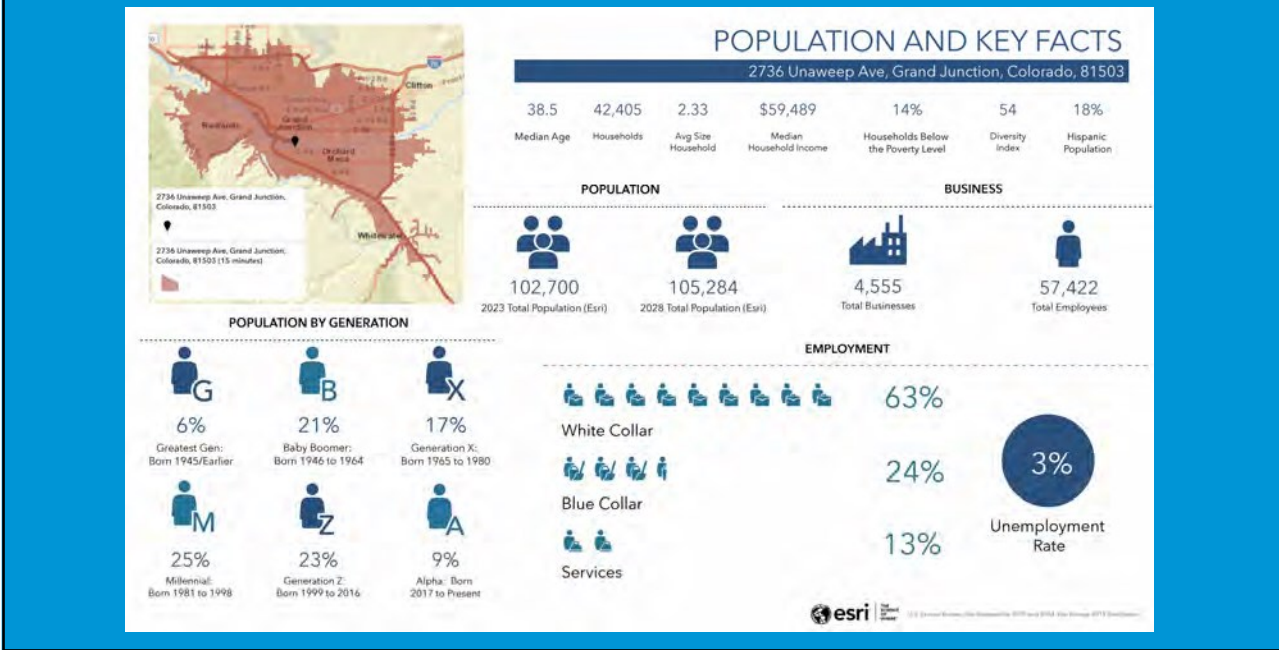 POPULATION AND KEY FACTS
2736 Unaweep Ave, Grand Junction, Colorado, 81503
38.5
Median Age
42,405
Households
2.33
Avg Size
Household
$59,489
Median
Household Income
14%
Households Below
the Poverty Level
54
Diversity
Index
18%
Hispanic
Population
Clifton
Redlands
Grand
Junction
Orchard
Mesa
Whitewater
2736 Unaweep Ave, Grand Junction,
Colorado, 81503
2736 Unaweep Ave, Grand Junction,
Colorado, 81503 (15 minutes)
POPULATION
102,700
2023 Total Population (Esri)
105,284
2028 Total Population (Esri)
BUSINESS
4,555
Total Businesses
57,422
Total Employees
POPULATION BY GENERATION
G
6%
Greatest Gen:
Born 1945/Earlier
B
21%
Baby Boomer:
Born 1946 to 1964
X
17%
Generation X:
Born 1965 to 1980
M
25%
Millennial:
Born 1981 to 1998
Z
23%
Generation Z:
Born 1999 to 2016
A
9%
Alpha: Born
2017 to Present
EMPLOYMENT
White Collar
63%
Blue Collar
24%
Services
13%
3%
Unemployment
Rate
esri
THE
SCIENCE
OF
WHERE